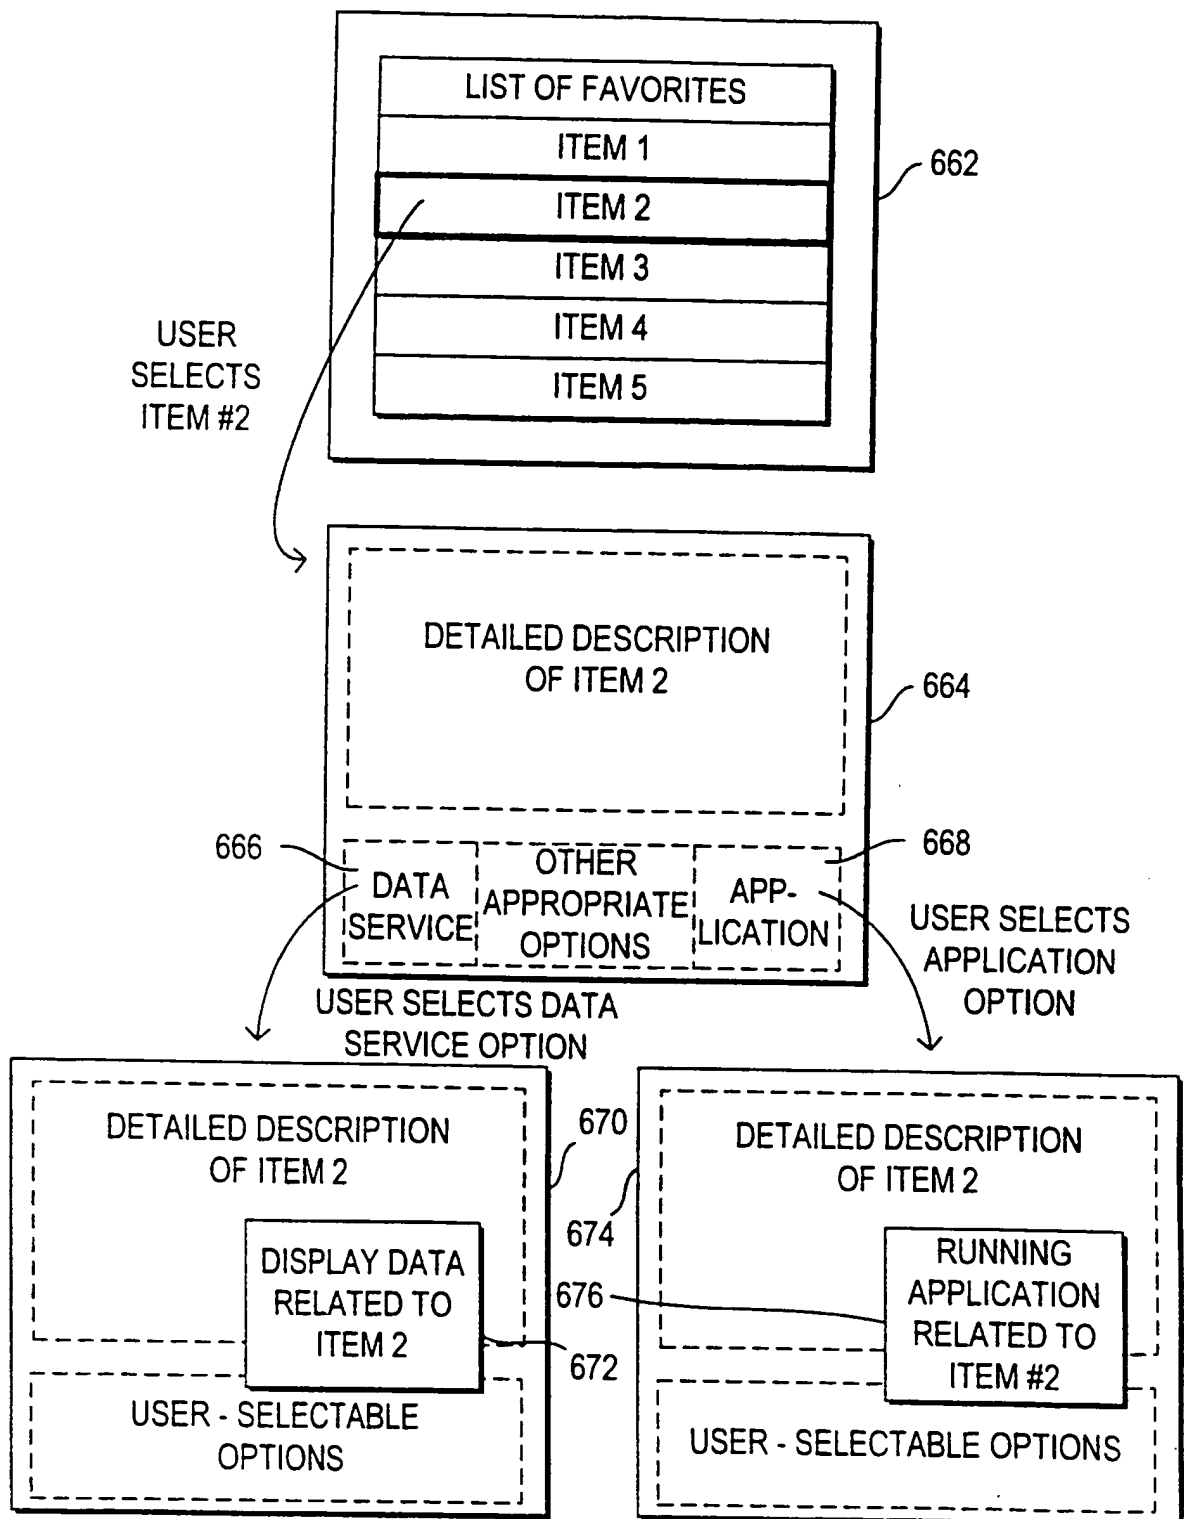 LIST OF FAVORITES
ITEM 1
662
ITEM 2
ITEM 3
ITEM 4
ITEM 5
USER
SELECTS
ITEM #2
DETAILED DESCRIPTION
OF ITEM 2
664
666
DATA
SERVICE
OTHER
APPROPRIATE
OPTIONS
668
APP-
LICATION
USER SELECTS
APPLICATION
OPTION
USER SELECTS DATA
SERVICE OPTION
DETAILED DESCRIPTION
OF ITEM 2
670
DISPLAY DATA
RELATED TO
ITEM 2
672
USER - SELECTABLE
OPTIONS
DETAILED DESCRIPTION
OF ITEM 2
674
676
RUNNING
APPLICATION
RELATED TO
ITEM #2
USER - SELECTABLE OPTIONS